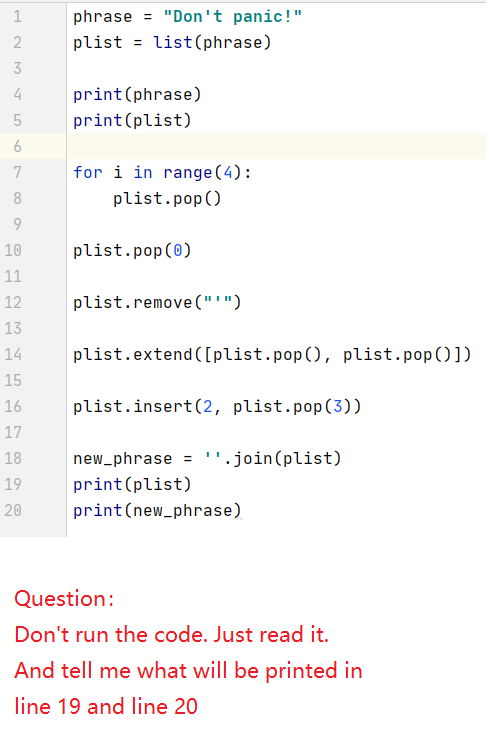 1 phrase = "Don't panic!"
2 plist = list(phrase)
3
4 print(phrase)
5 print(plist)
6
7 for i in range(4):
8     plist.pop()
9
10 plist.pop(0)
11
12 plist.remove("'")
13
14 plist.extend([plist.pop(), plist.pop()])
15
16 plist.insert(2, plist.pop(3))
17
18 new_phrase = ''.join(plist)
19 print(plist)
20 print(new_phrase)
Question:
Don't run the code. Just read it.
And tell me what will be printed in
line 19 and line 20